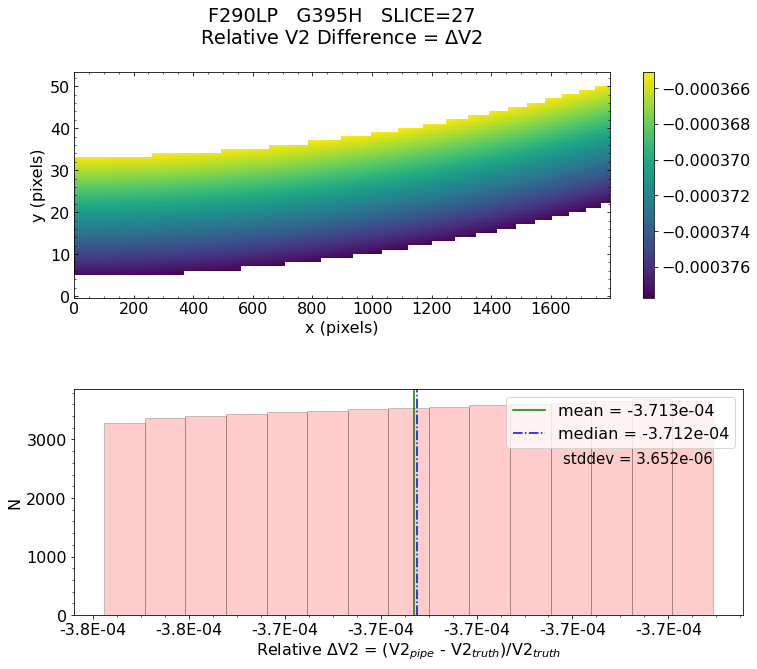 F290LP G395H SLICE=27
Relative V2 Difference = ΔV2
50
40
30
20
10
0
y (pixels)
0 200 400 600 800 1000 1200 1400 1600
x (pixels)
−0.000366
−0.000368
−0.000370
−0.000372
−0.000374
−0.000376
mean = -3.713e-04
median = -3.712e-04
stddev = 3.652e-06
3000
2000
1000
0
N
-3.8E-04 -3.8E-04 -3.7E-04 -3.7E-04 -3.7E-04 -3.7E-04 -3.7E-04
Relative ΔV2 = (V2pipe - V2truth)/V2truth